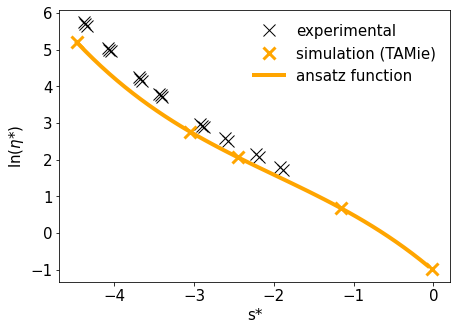 6
5
4
3
2
1
0
−1
ln(η*)
experimental
simulation (TAMie)
ansatz function
−4 −3 −2 −1 0
s*